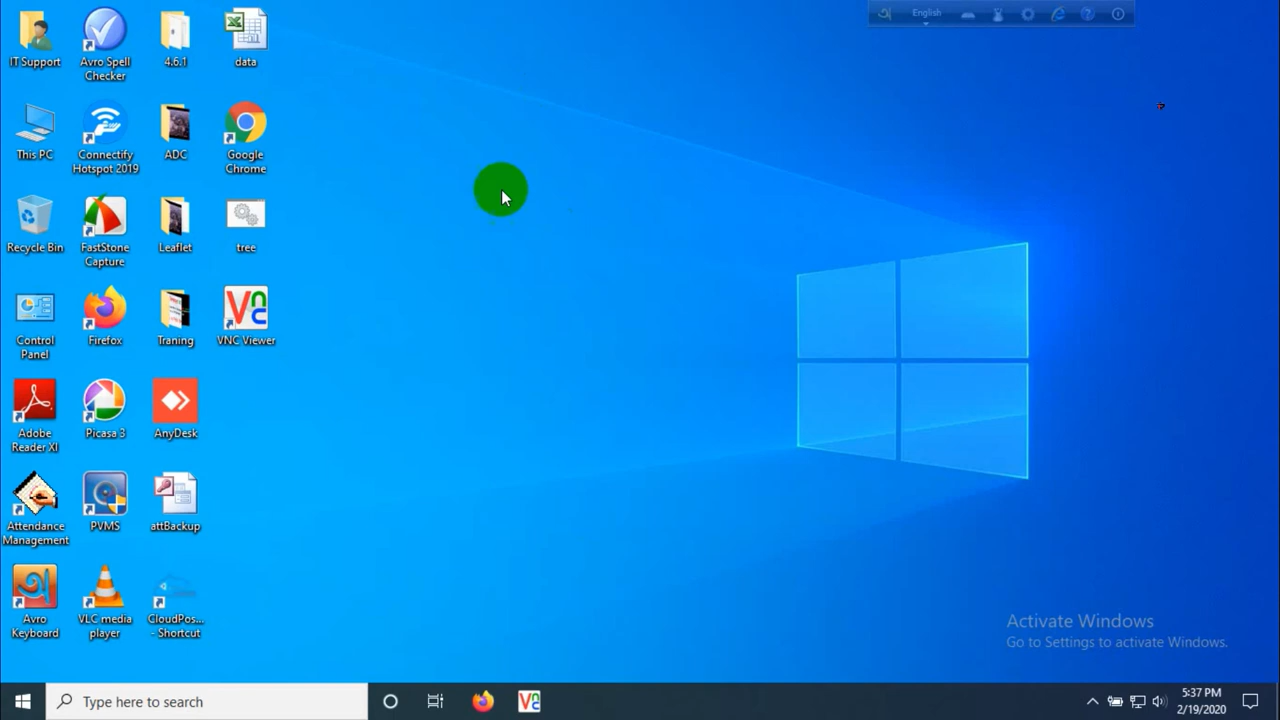 English
IT Support
Avro Spell
Checker
4.6.1
data
This PC
Connectify
Hotspot 2019
ADC
Google
Chrome
Recycle Bin
FastStone
Capture
Leaflet
tree
Control
Panel
Firefox
Traning
VNC Viewer
Adobe
Reader XI
Picasa 3
AnyDesk
Attendance
Management
PVMS
attBackup
Avro
Keyboard
VLC media
player
CloudPos...
- Shortcut
Activate Windows
Go to Settings to activate Windows.
Type here to search
5:37 PM
2/19/2020